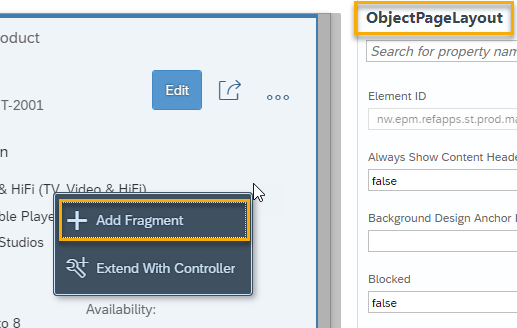 oduct
Edit
T-2001
n
& HiFi (TV, Video & HiFi)
ble Playe
Studios
Add Fragment
Extend With Controller
Availability:
to 8
ObjectPageLayout
Search for property nam
Element ID
nw.epm.refapps.st.prod.ma
Always Show Content Heade
false
Background Design Anchor
Blocked
false